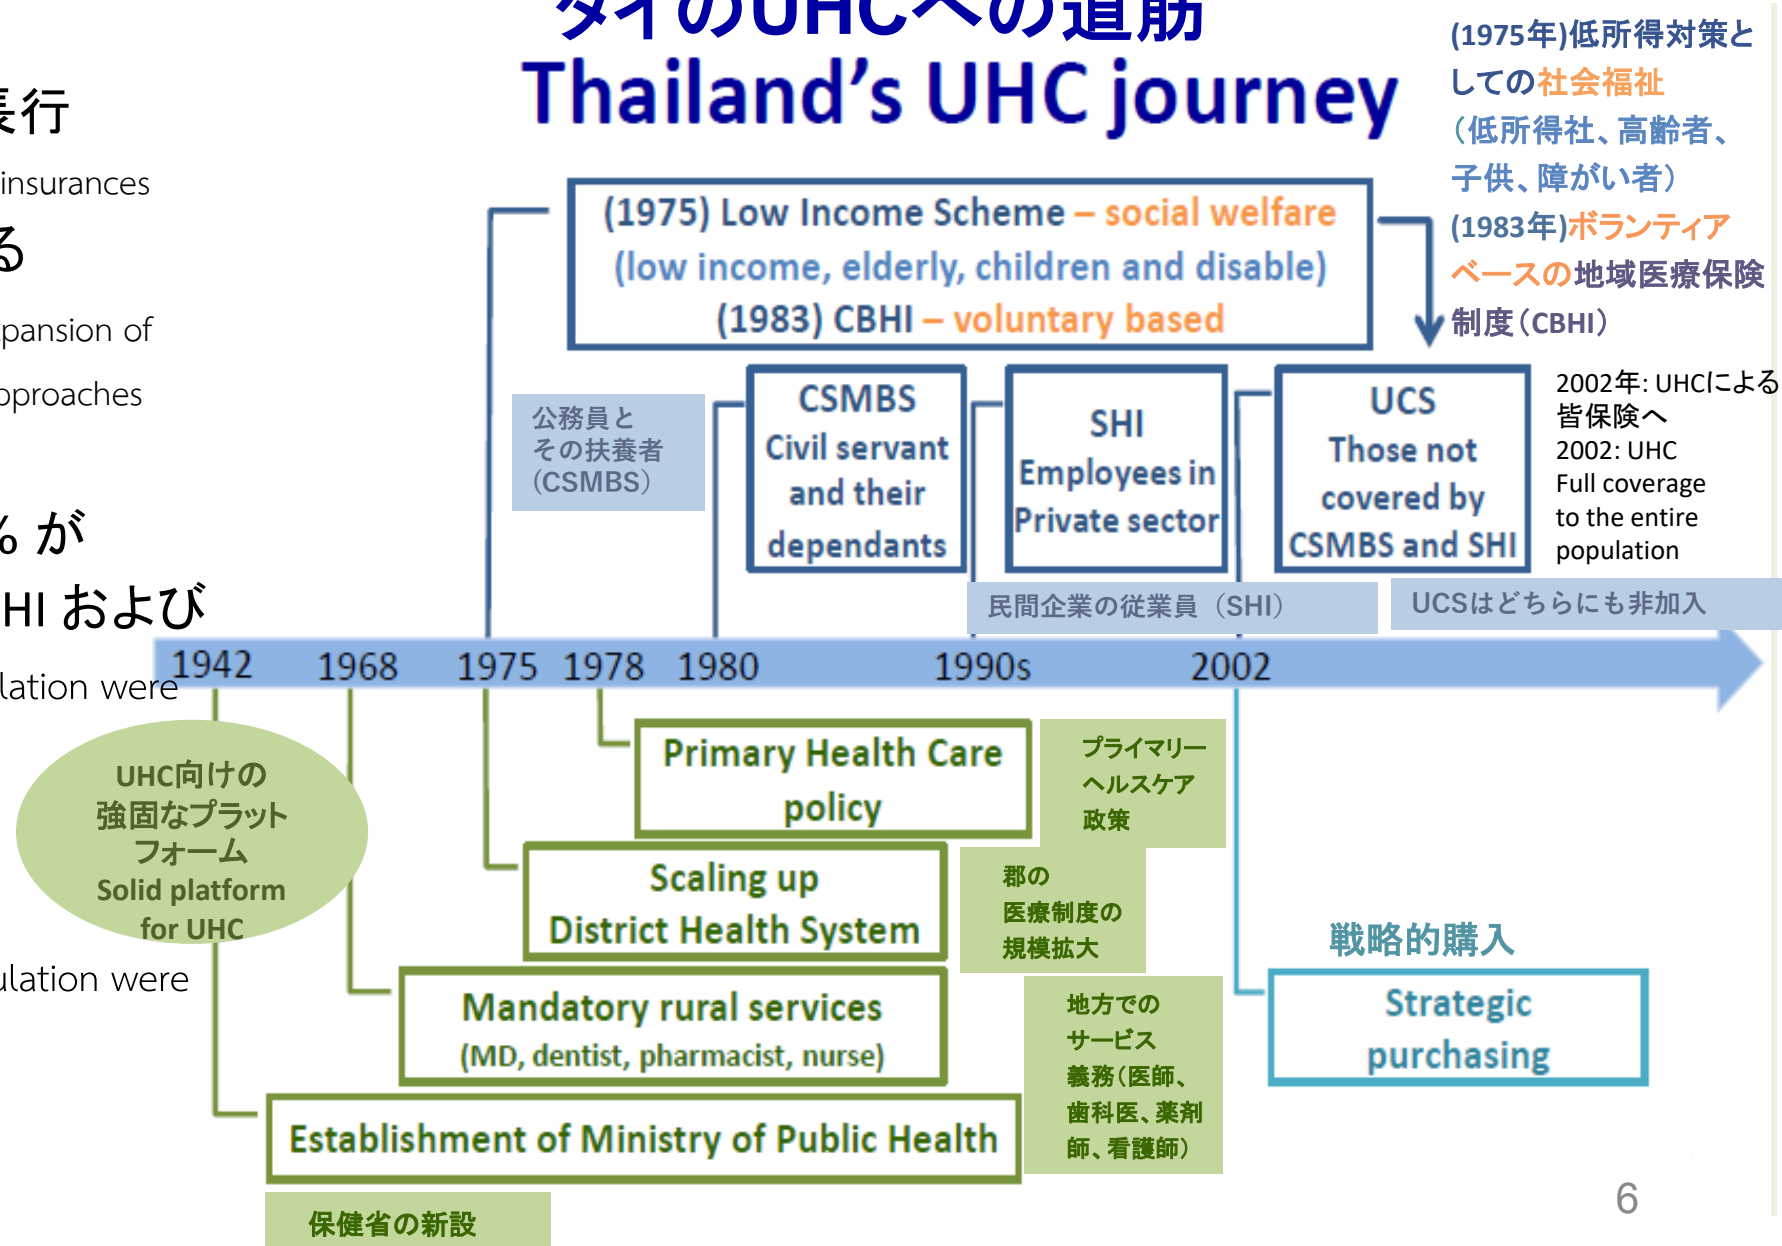 タイのUHCへの道筋
Thailand's UHC journey
長行
insurances
る
pansion of
pproaches
% が
HI および
lation were
ulation were
(1975年)低所得対策と
しての社会福祉
(低所得社、高齢者、
子供、障がい者)
(1983年)ボランティア
ベースの地域医療保険
制度(CBHI)
(1975) Low Income Scheme – social welfare
(low income, elderly, children and disable)
(1983) CBHI – voluntary based
公務員と
その扶養者
(CSMBS)
CSMBS
Civil servant
and their
dependants
SHI
Employees in
Private sector
UCS
Those not
covered by
CSMBS and SHI
2002年: UHCによる
皆保険へ
2002: UHC
Full coverage
to the entire
population
民間企業の従業員(SHI)
UCSはどちらにも非加入
1942 1968 1975 1978 1980 1990s 2002
UHC向けの
強固なプラット
フォーム
Solid platform
for UHC
Primary Health Care
policy
プライマリー
ヘルスケア
政策
Scaling up
District Health System
郡の
医療制度の
規模拡大
Mandatory rural services
(MD, dentist, pharmacist, nurse)
地方での
サービス
義務(医師、
歯科医、薬剤
師、看護師)
戦略的購入
Strategic
purchasing
Establishment of Ministry of Public Health
保健省の新設
6